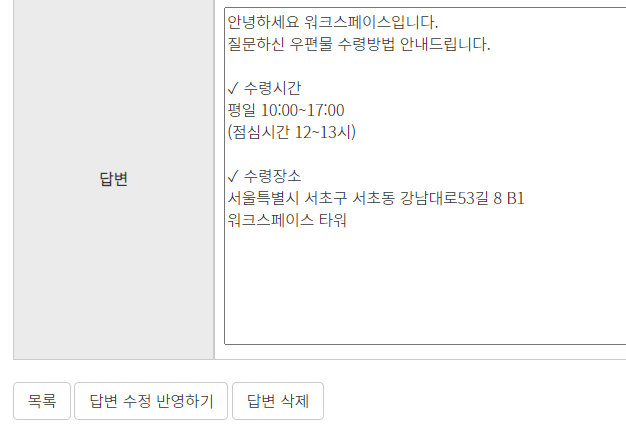 안녕하세요 워크스페이스입니다.
질문하신 우편물 수령방법 안내드립니다.
✓ 수령시간
평일 10:00~17:00
(점심시간 12~13시)
답변
✓ 수령장소
서울특별시 서초구 서초동 강남대로53길 8 B1
워크스페이스 타워
목록 답변 수정 반영하기 답변 삭제